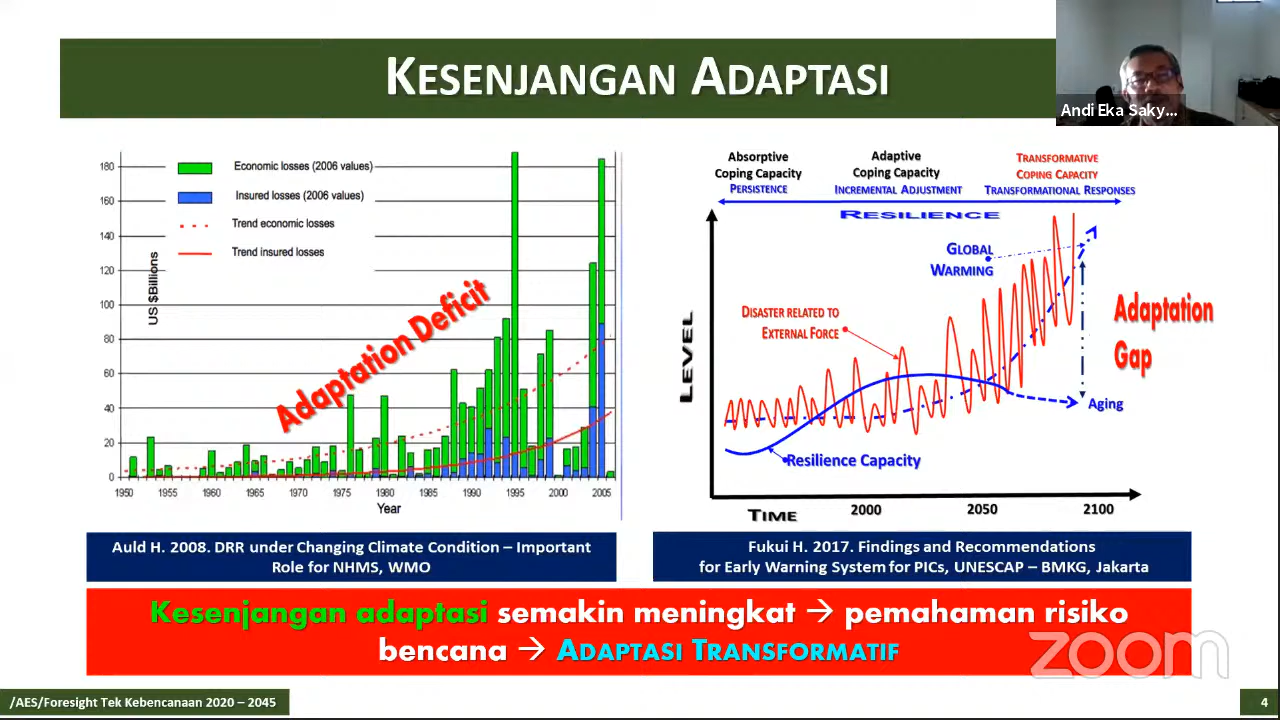 KESENJANGAN ADAPTASI
Andi Eka Saky...
180
160
140
120
100
80
60
40
20
0
US $Billions
Economic losses (2006 values)
Insured losses (2006 values)
Trend economic losses
Trend insured losses
Adaptation Deficit
1950 1955 1960 1965 1970 1975 1980 1985 1990 1995 2000 2005
Year
Absorptive
Coping Capacity
PERSISTENCE
Adaptive
Coping Capacity
INCREMENTAL ADJUSTMENT
TRANSFORMATIVE
COPING CAPACITY
TRANSFORMATIONAL RESPONSES
RESILIENCE
GLOBAL
WARMING
DISASTER RELATED TO
EXTERNAL FORCE
Adaptation
Gap
LEVEL
Aging
Resilience Capacity
TIME 2000 2050 2100
Auld H. 2008. DRR under Changing Climate Condition – Important
Role for NHMS, WMO
Fukui H. 2017. Findings and Recommendations
for Early Warning System for PICs, UNESCAP – BMKG, Jakarta
Kesenjangan adaptasi semakin meningkat → pemahaman risiko
bencana → ADAPTASI TRANSFORMATIF
zoom
/AES/Foresight Tek Kebencanaan 2020 – 2045
4